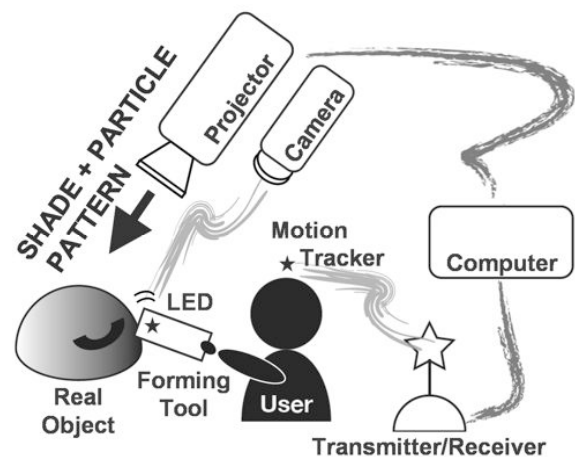 SHADE + PARTICLE
PATTERN
Projector
Camera
Motion
Tracker
Computer
LED
Real
Object
Forming
Tool
User
Transmitter/Receiver